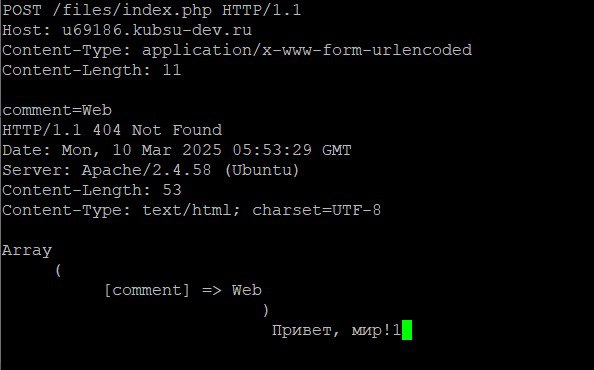 POST /files/index.php HTTP/1.1
Host: u69186.kubsu-dev.ru
Content-Type: application/x-www-form-urlencoded
Content-Length: 11

comment=Web
HTTP/1.1 404 Not Found
Date: Mon, 10 Mar 2025 05:53:29 GMT
Server: Apache/2.4.58 (Ubuntu)
Content-Length: 53
Content-Type: text/html; charset=UTF-8

Array
(
[comment] => Web
)
Привет, мир!1